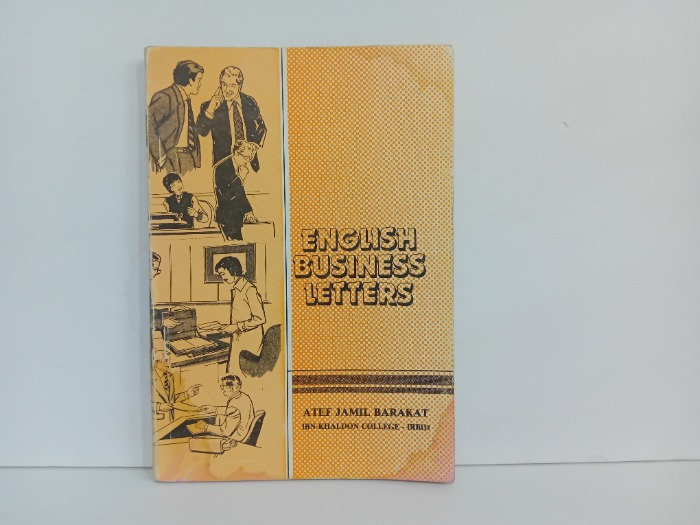 ENGLISH
BUSINESS
LETTERS
ATEF JAMIL BARAKAT
IBN-KHALDON COLLEGE - IRBID